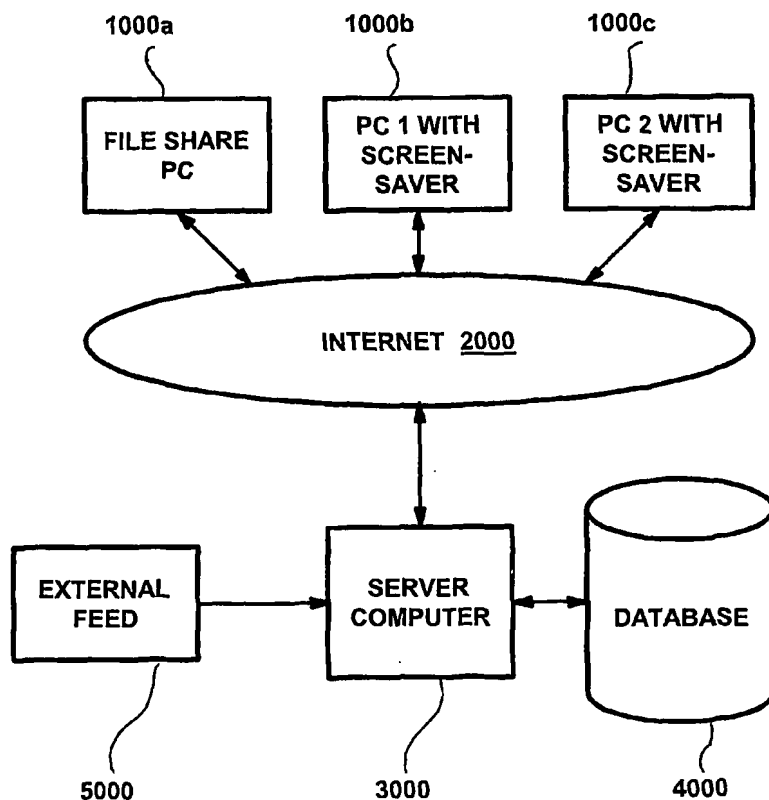 1000a
1000b
1000c
FILE SHARE
PC
PC 1 WITH
SCREEN-
SAVER
PC 2 WITH
SCREEN-
SAVER
INTERNET 2000
EXTERNAL
FEED
SERVER
COMPUTER
DATABASE
5000
3000
4000